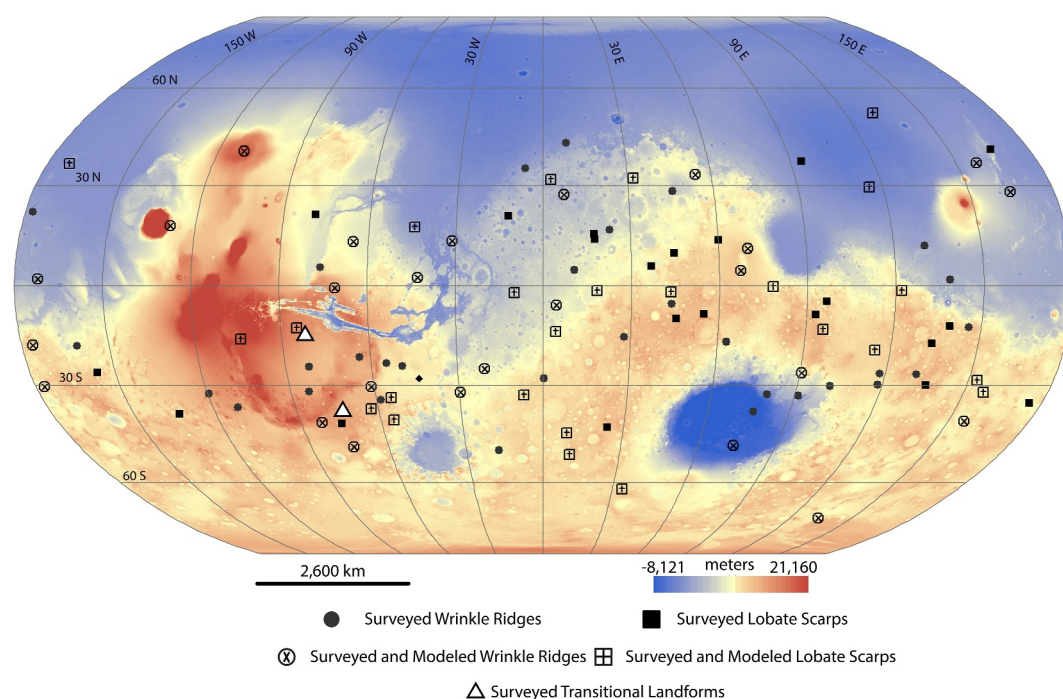 150 W
90 W
30 W
30 E
90 E
150 E
60 N
30 N
30 S
60 S
2,600 km
-8,121 meters 21,160
Surveyed Wrinkle Ridges
Surveyed Lobate Scarps
Surveyed and Modeled Wrinkle Ridges
Surveyed and Modeled Lobate Scarps
Surveyed Transitional Landforms